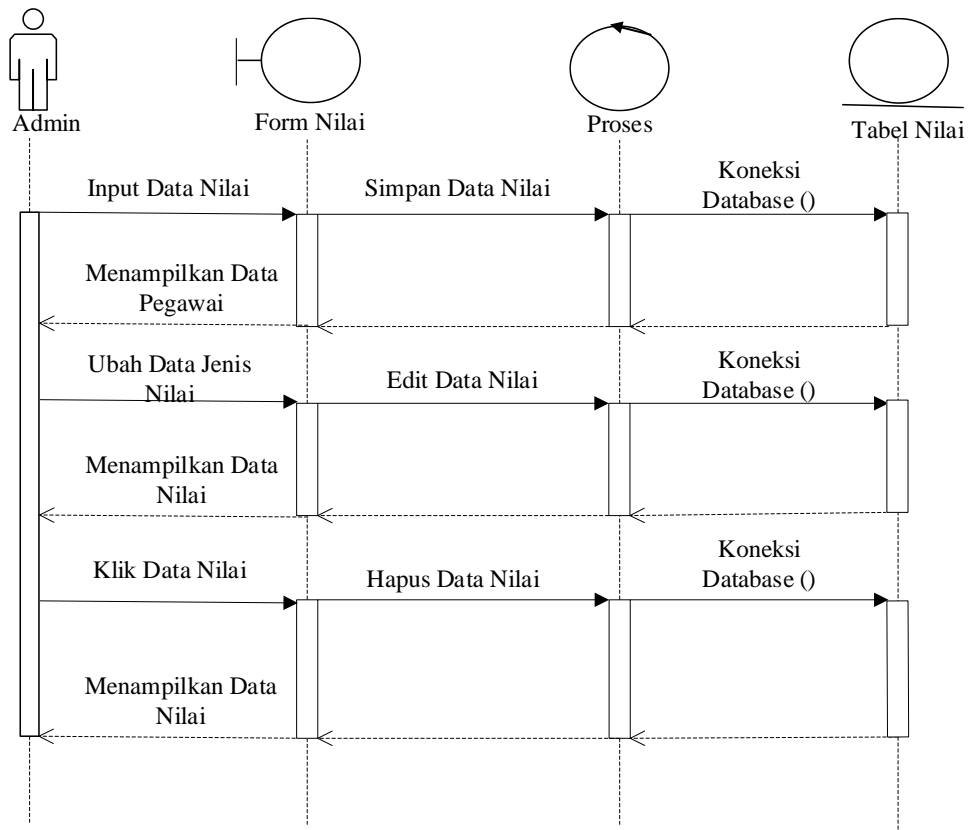 Admin
Form Nilai
Proses
Tabel Nilai
Input Data Nilai
Simpan Data Nilai
Koneksi
Database ()
Menampilkan Data
Pegawai
Ubah Data Jenis
Nilai
Edit Data Nilai
Koneksi
Database ()
Menampilkan Data
Nilai
Klik Data Nilai
Hapus Data Nilai
Koneksi
Database ()
Menampilkan Data
Nilai